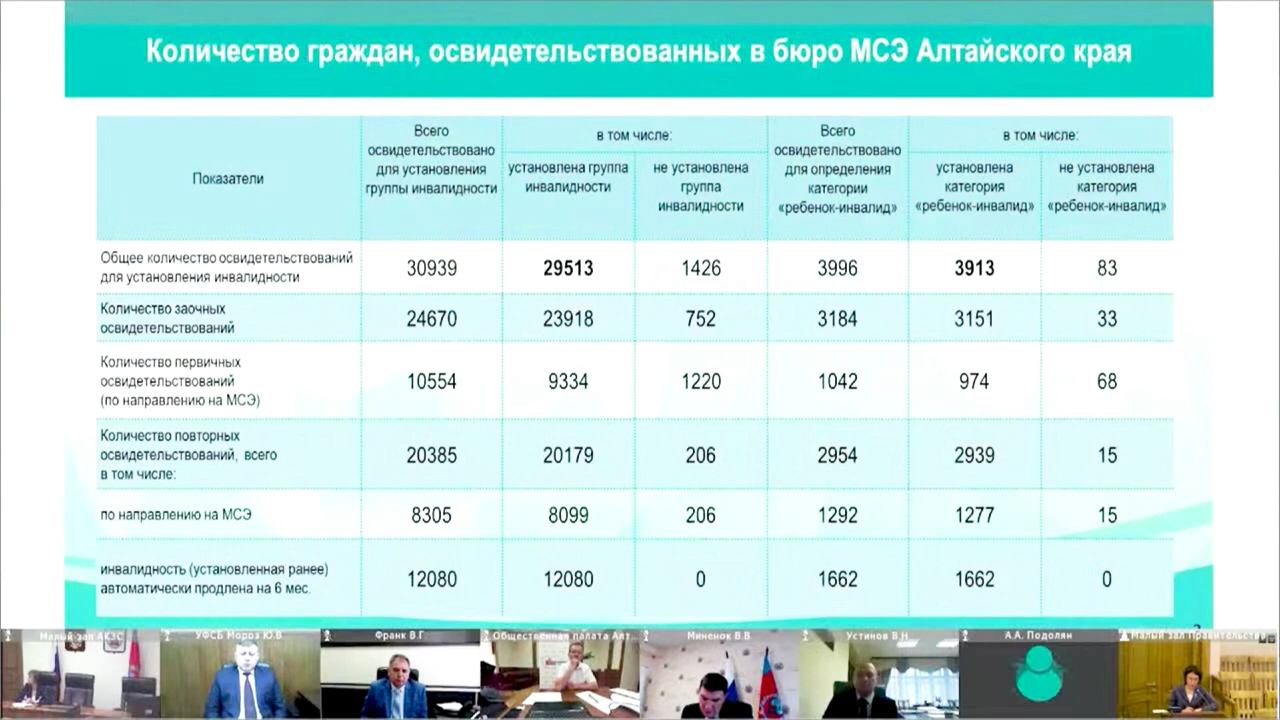 Количество граждан, освидетельствованных в бюро МСЭ Алтайского края
Показатели
Всего
освидетельствовано
для установления
группы инвалидности
в том числе:
установлена группа
инвалидности
не установлена
группа
инвалидности
Всего
освидетельствовано
для определения
категории
«ребенок-инвалид»
в том числе:
установлена
категория
«ребенок-инвалид»
не установлена
категория
«ребенок-инвалид»
Общее количество освидетельствований
для установления инвалидности
30939 29513 1426 3996 3913 83
Количество заочных
освидетельствований
24670 23918 752 3184 3151 33
Количество первичных
освидетельствований
(по направлению на МСЭ)
10554 9334 1220 1042 974 68
Количество повторных
освидетельствований, всего
в том числе:
20385 20179 206 2954 2939 15
по направлению на МСЭ
8305 8099 206 1292 1277 15
инвалидность (установленная ранее)
автоматически продлена на 6 мес.
12080 12080 0 1662 1662 0
Малый зал АКЗС
УФСБ Мороз Ю.В
Франк В.Г.
Общественная палата Алт
Миненок В.В.
Устинов В.Н
А.А. Подолян
Малый зал Правительств